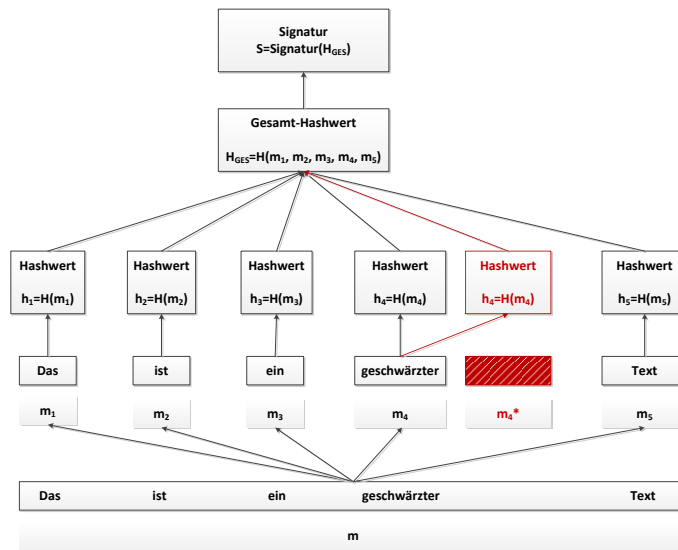 Signatur
S=Signatur(H_GES)
Gesamt-Hashwert
H_GES=H(m₁, m₂, m₃, m₄, m₅)
Hashwert Hashwert Hashwert Hashwert Hashwert Hashwert
h₁=H(m₁) h₂=H(m₂) h₃=H(m₃) h₄=H(m₄) h₄=H(m₄) h₅=H(m₅)
Das ist ein geschwärzter Text
m₁ m₂ m₃ m₄ m₄* m₅
Das ist ein geschwärzter Text
m